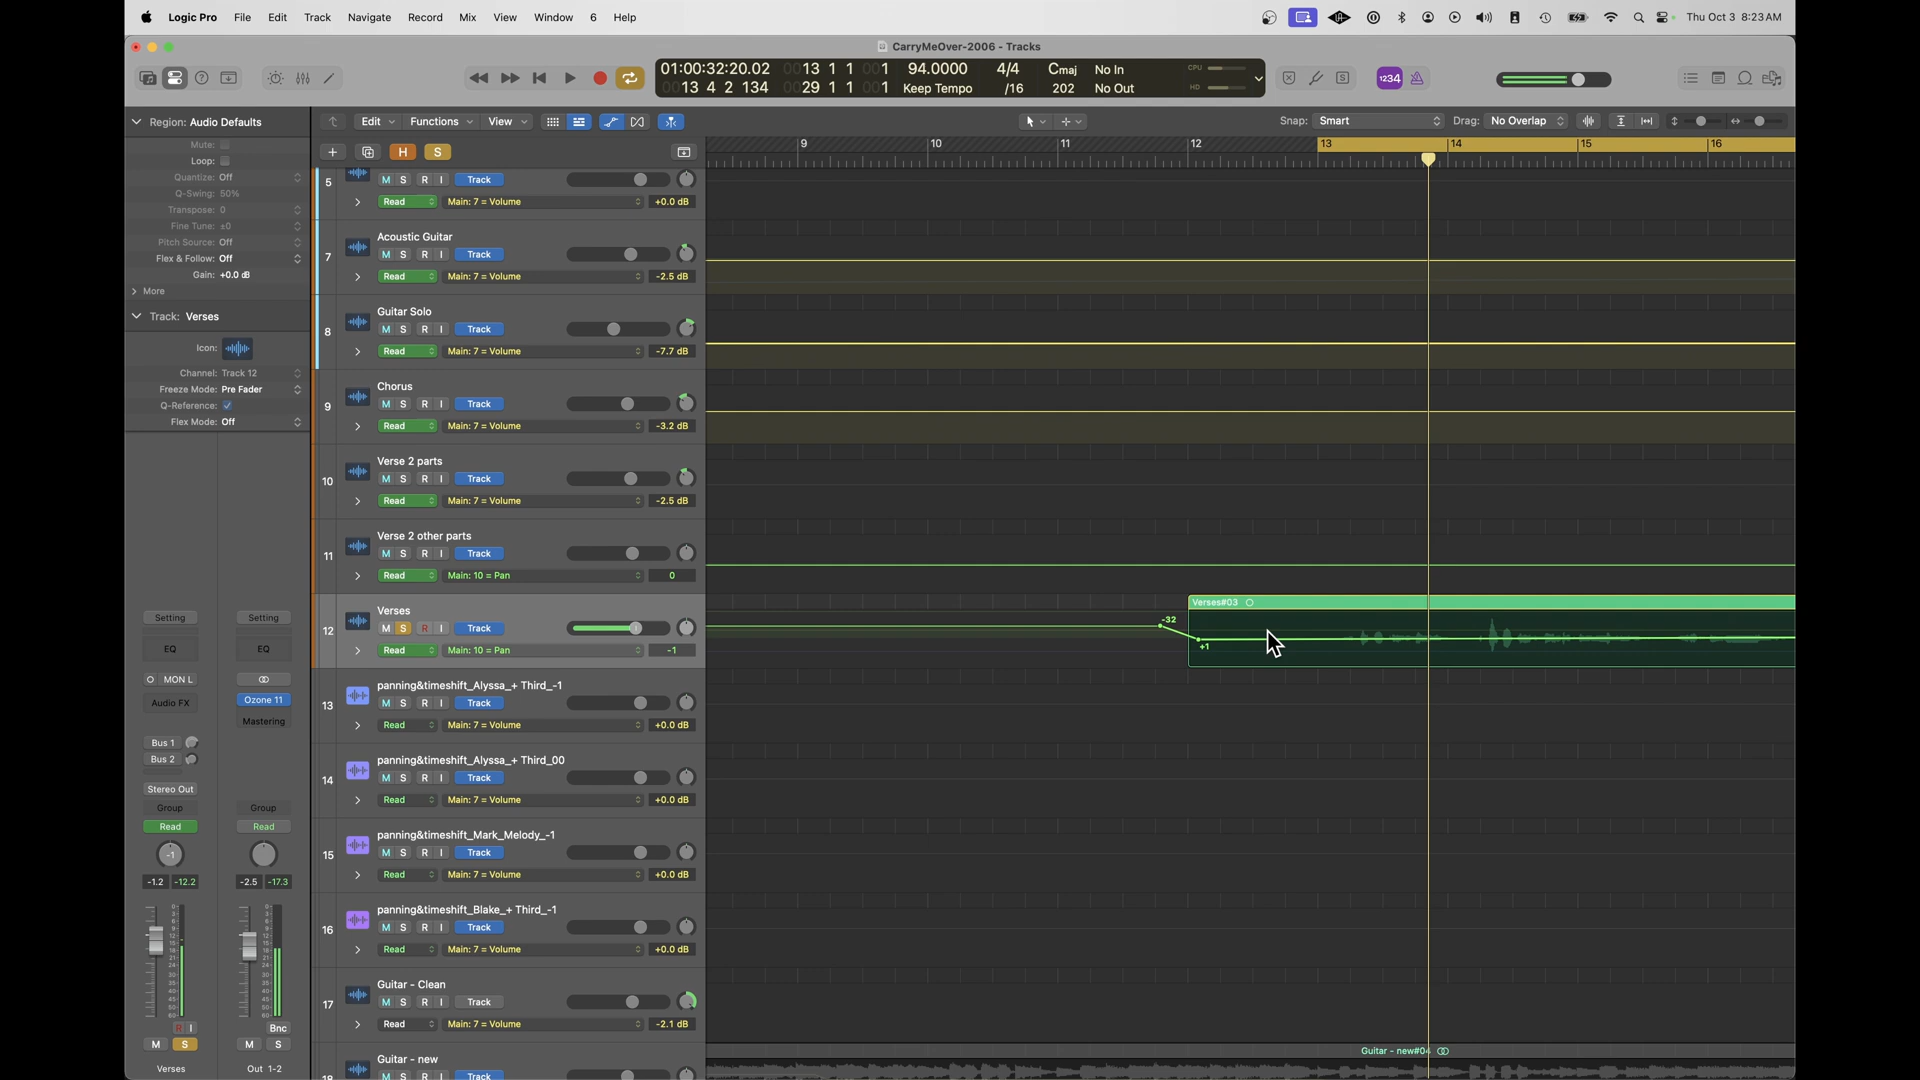 Logic Pro File Edit Track Navigate Record Mix View Window 6 Help Thu Oct 3 8:23 AM
CarryMeOver-2006 - Tracks
01:00:32:20.02 0013 1 1 001 94.0000 4/4 Cmaj No In CPU
0013 4 2 134 0029 1 1 001 Keep Tempo /16 202 No Out HD
1234
Region: Audio Defaults
Edit Functions View Snap: Smart Drag: No Overlap
Mute:
Loop:
Quantize: Off
Q-Swing: 50%
Transpose: 0
Fine Tune: ±0
Pitch Source: Off
Flex & Follow: Off
Gain: +0.0 dB
More
Track: Verses
Icon:
Channel: Track 12
Freeze Mode: Pre Fader
Q-Reference:
Flex Mode: Off
H S
9 10 11 12 13 14 15 16
5 M S R I Track
Read Main: 7 = Volume +0.0 dB
Acoustic Guitar
7 M S R I Track
Read Main: 7 = Volume -2.5 dB
Guitar Solo
8 M S R I Track
Read Main: 7 = Volume -7.7 dB
Chorus
9 M S R I Track
Read Main: 7 = Volume -3.2 dB
Verse 2 parts
10 M S R I Track
Read Main: 7 = Volume -2.5 dB
Verse 2 other parts
11 M S R I Track
Read Main: 10 = Pan 0
Verses
12 M S R I Track
Read Main: 10 = Pan -1
Verses#03
-32
+1
panning&timeshift_Alyssa_+ Third_-1
13 M S R I Track
Read Main: 7 = Volume +0.0 dB
panning&timeshift_Alyssa_+ Third_00
14 M S R I Track
Read Main: 7 = Volume +0.0 dB
panning&timeshift_Mark_Melody_-1
15 M S R I Track
Read Main: 7 = Volume +0.0 dB
panning&timeshift_Blake_+ Third_-1
16 M S R I Track
Read Main: 7 = Volume +0.0 dB
Guitar - Clean
17 M S R I Track
Read Main: 7 = Volume -2.1 dB
Guitar - new
18 M S R I Track
Guitar - new#04
Setting Setting
EQ EQ
MON L
Audio FX Ozone 11
Mastering
Bus 1
Bus 2
Stereo Out
Group Group
Read Read
-1
-1.2 -12.2 -2.5 -17.3
R I Bnc
M S M S
Verses Out 1-2